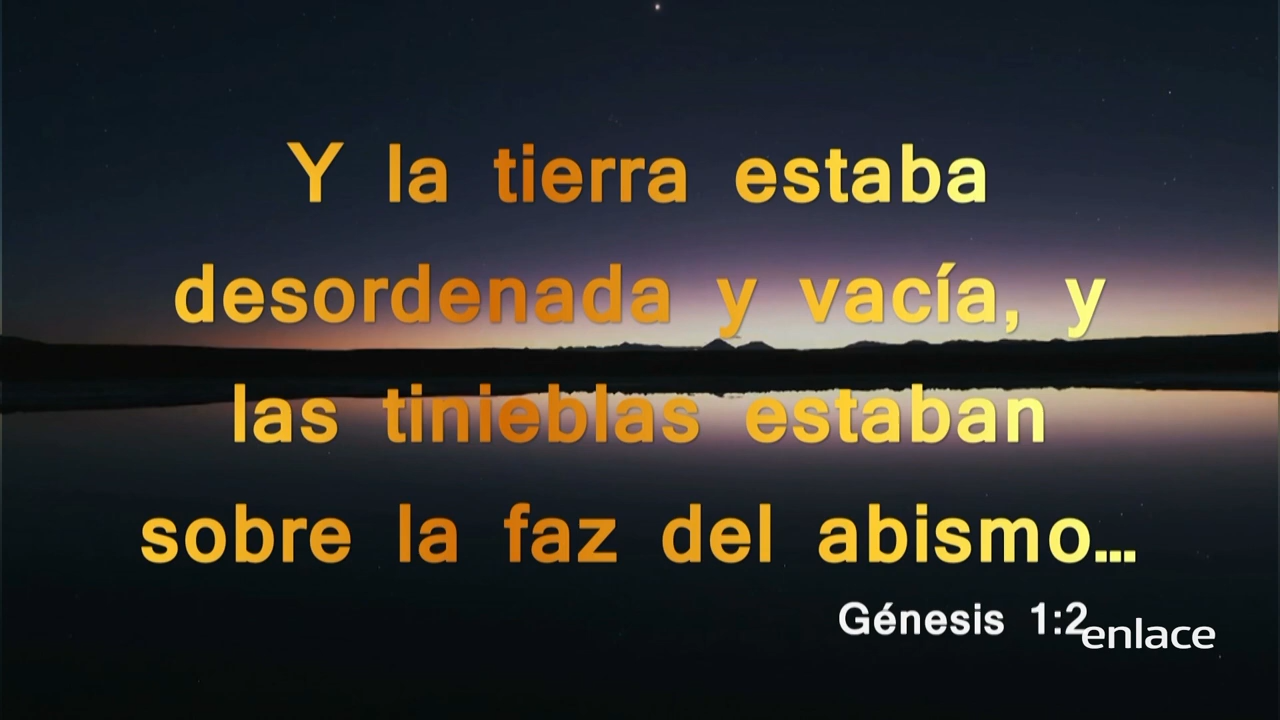 Y la tierra estaba
desordenada y vacía, y
las tinieblas estaban
sobre la faz del abismo...
Génesis 1:2
enlace